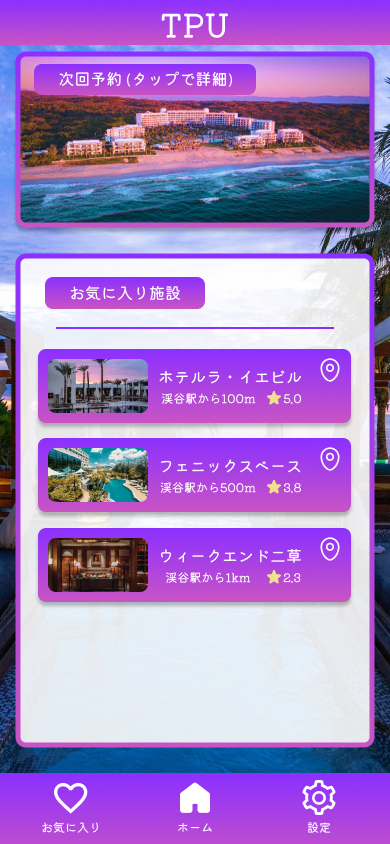 TPU
次回予約 (タップで詳細)
お気に入り施設
ホテルラ・イエビル
渓谷駅から100m ★5.0
フェニックスペース
渓谷駅から500m ★3.8
ウィークエンド二草
渓谷駅から1km ★2.3
お気に入り ホーム 設定